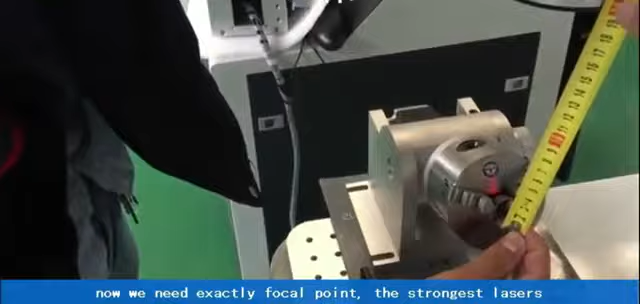 now we need exactly focal point, the strongest lasers